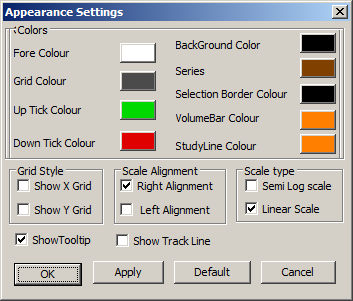 Appearance Settings
Colors
Fore Colour
BackGround Color
Grid Colour
Series
Up Tick Colour
Selection Border Colour
Down Tick Colour
VolumeBar Colour
StudyLine Colour
Grid Style
Show X Grid
Show Y Grid
Scale Alignment
Right Alignment
Left Alignment
Scale type
Semi Log scale
Linear Scale
ShowTooltip
Show Track Line
OK
Apply
Default
Cancel